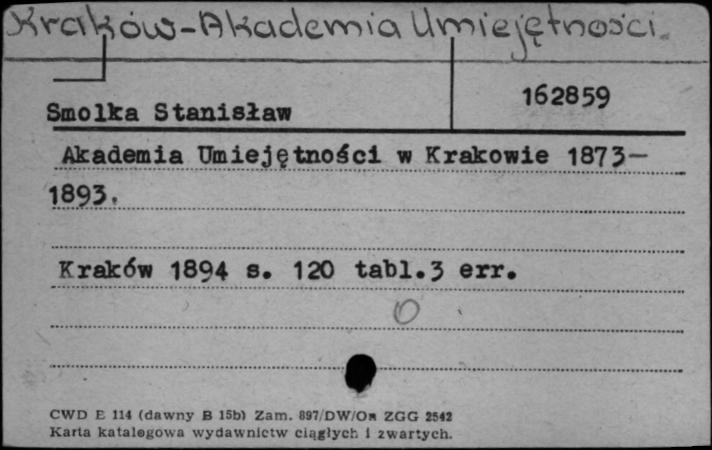 Kraków-Akademia Umiejętności.
162859
Smolka Stanisław
Akademia Umiejętności w Krakowie 1873—
1893.
Kraków 1894 s. 120 tabl.3 err.
O
CWD E 114 (dawny B 15b) Zam. 897/DW/On ZGG 2542
Karta katalogowa wydawnictw ciągłych i zwartych.